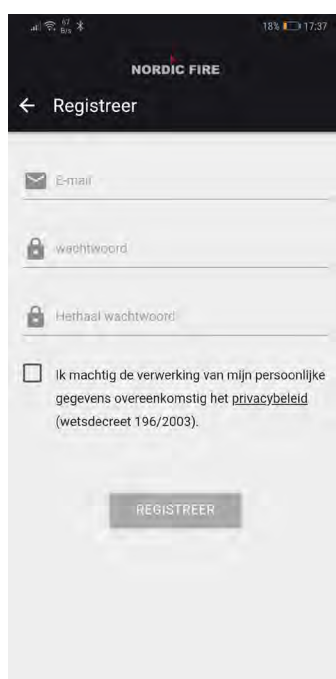 67
B/s
18% 17:37
NORDIC FIRE
Registreer
E-mail
wachtwoord
Herhaal wachtwoord
Ik machtig de verwerking van mijn persoonlijke
gegevens overeenkomstig het privacybeleid
(wetsdecreet 196/2003).
REGISTREER